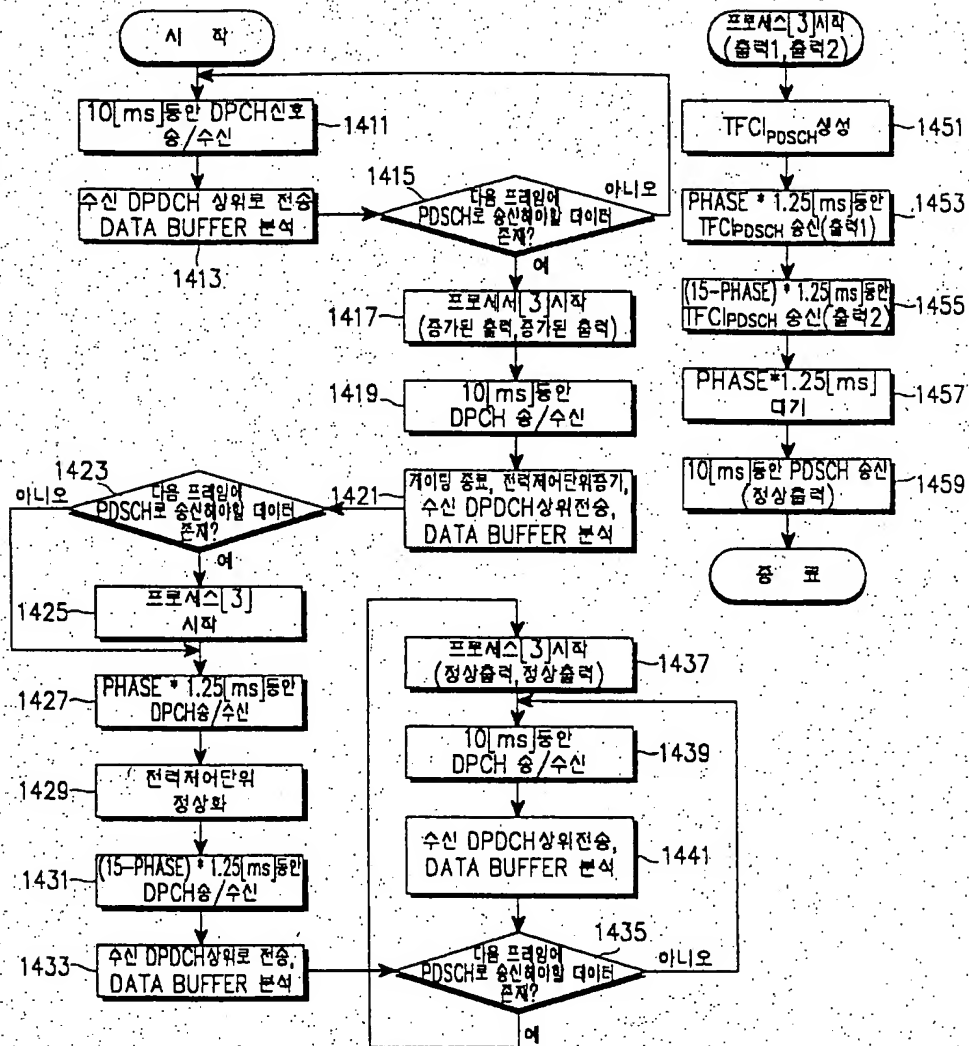 시 작
10[ms]동안 DPCH신호
송/수신
1411
수신 DPDCH 상위로 전송
DATA BUFFER 분석
1413
1415
다음 프레임에
PDSCH로 송신해야할 데이터
존재?
아니오
예
1417
프로세서[3]시작
(증가된 출력,증가된 출력)
1419
10[ms]동안
DPCH 송/수신
1421
게이팅 종료, 전력제어단위증가,
수신 DPDCH상위전송,
DATA BUFFER 분석
1423
아니오
다음 프레임에
PDSCH로 송신해야할 데이터
존재?
예
1425
프로세스[3]
시작
1427
PHASE * 1.25[ms]동안
DPCH송/수신
1429
전력제어단위
정상화
1431
(15-PHASE) * 1.25[ms]동안
DPCH송/수신
1433
수신 DPDCH상위로 전송,
DATA BUFFER 분석
프로세스[3]시작
(정상출력,정상출력)
1437
10[ms]동안
DPCH 송/수신
1439
수신 DPDCH상위전송,
DATA BUFFER 분석
1441
1435
다음 프레임에
PDSCH로 송신해야할 데이터
존재?
아니오
예
프로세스[3]시작
(출력1,출력2)
TFCIPDSCH생성
1451
PHASE * 1.25[ms]동안
TFCIPDSCH 송신(출력1)
1453
(15-PHASE) * 1.25[ms]동안
TFCIPDSCH 송신(출력2)
1455
PHASE*1.25[ms]
대기
1457
10[ms]동안 PDSCH 송신
(정상출력)
1459
종 료